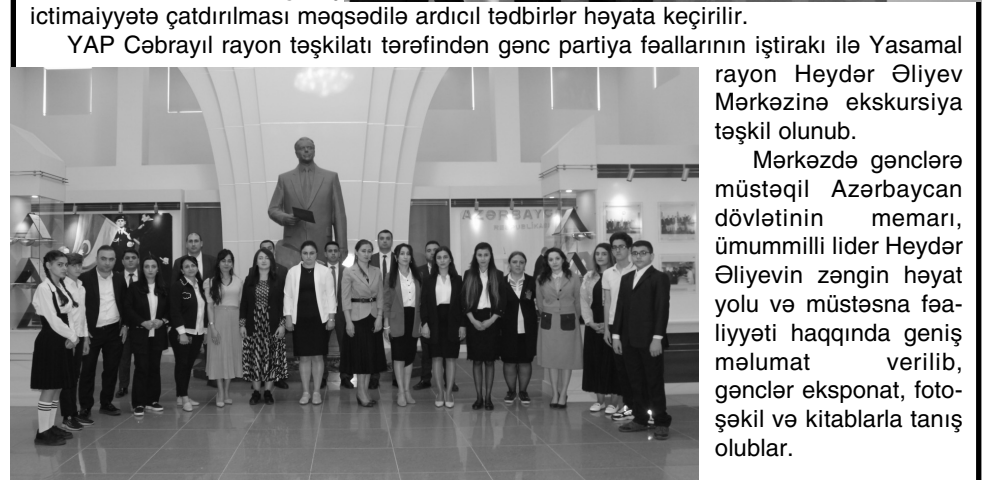 ictimaiyyətə çatdırılması məqsədilə ardıcıl tədbirlər həyata keçirilir.
YAP Cəbrayıl rayon təşkilatı tərəfindən gənc partiya fəallarının iştirakı ilə Yasamal
rayon Heydər Əliyev
Mərkəzinə ekskursiya
təşkil olunub.
Mərkəzdə gənclərə
müstəqil Azərbaycan
dövlətinin memarı,
ümummilli lider Heydər
Əliyevin zəngin həyat
yolu və müstəsna fəa-
liyyəti haqqında geniş
məlumat verilib,
gənclər eksponat, foto-
şəkil və kitablarla tanış
olublar.